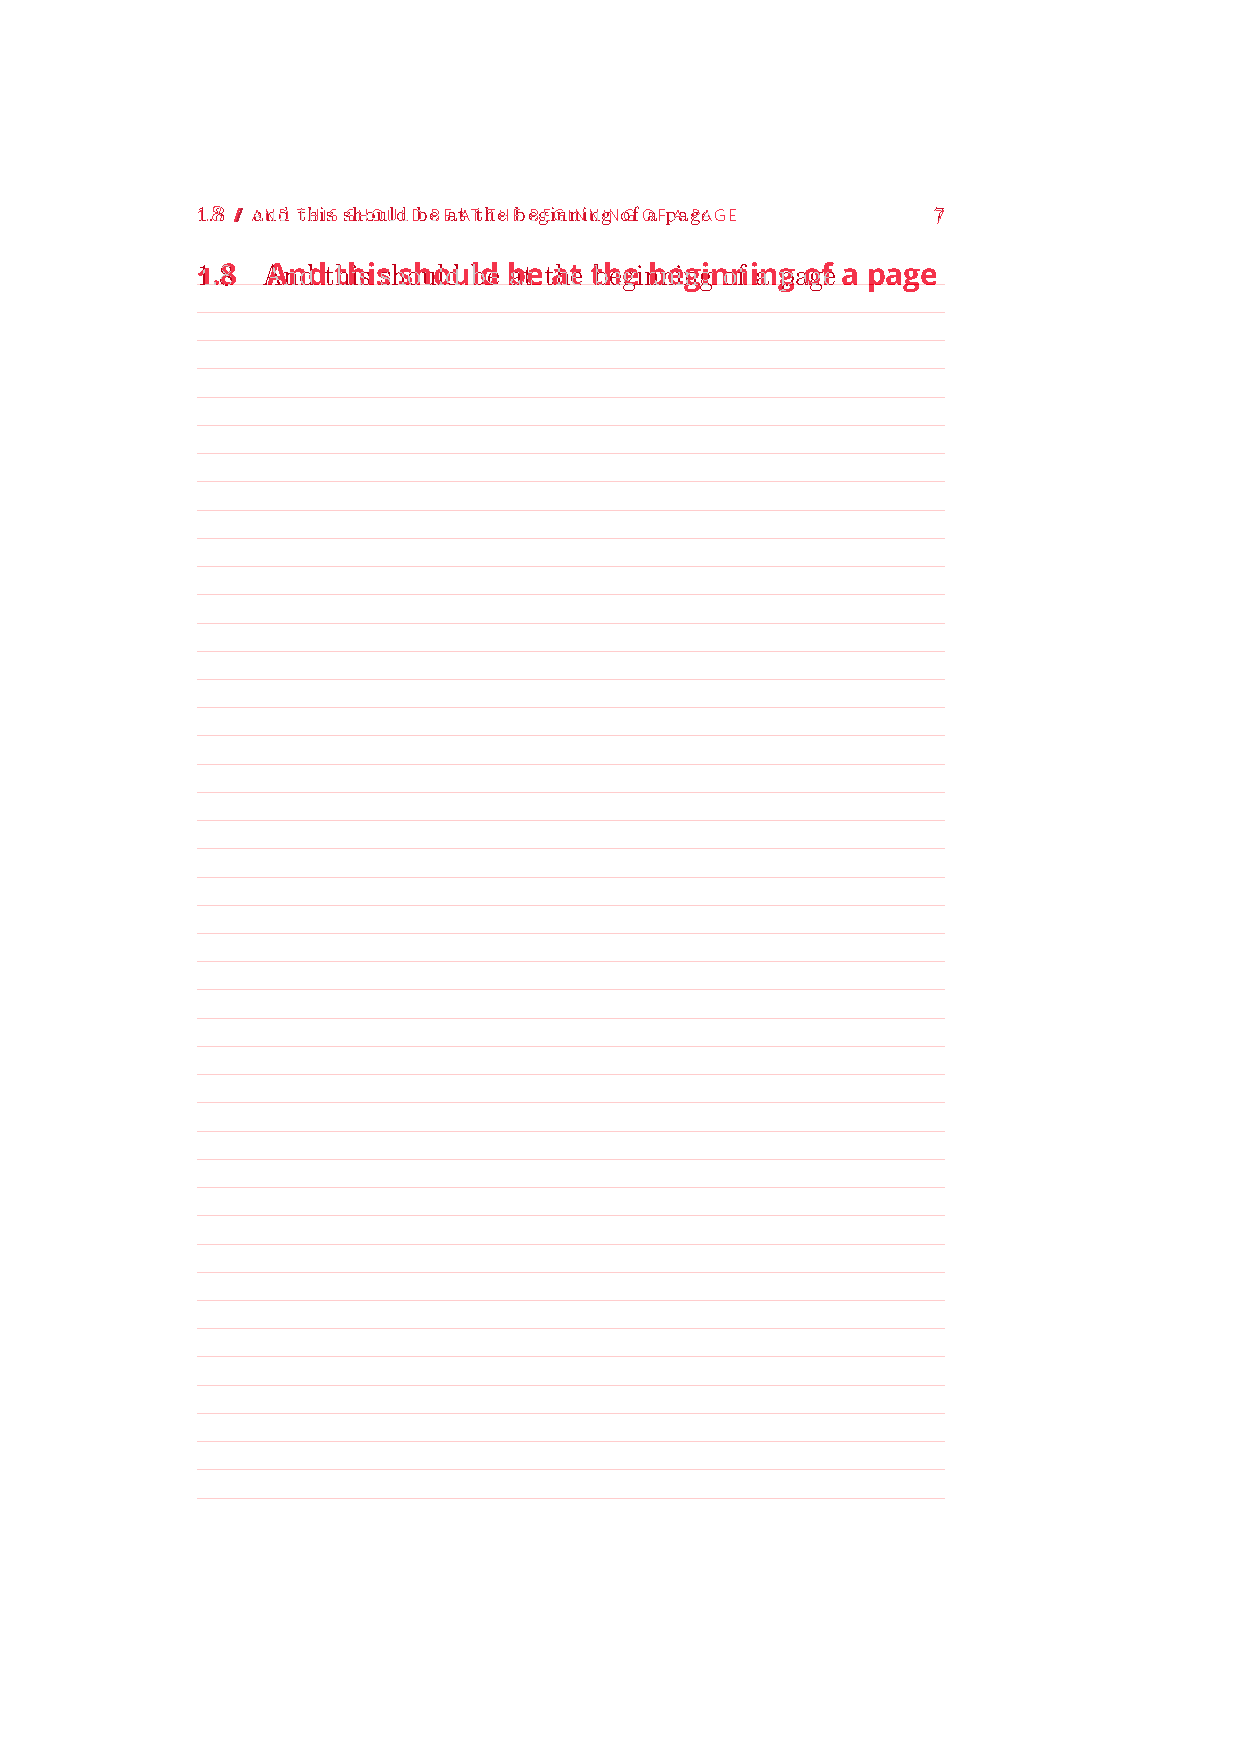 1.8 / And this should be at the beginning of a page 7
1.8 And this should be at the beginning of a page